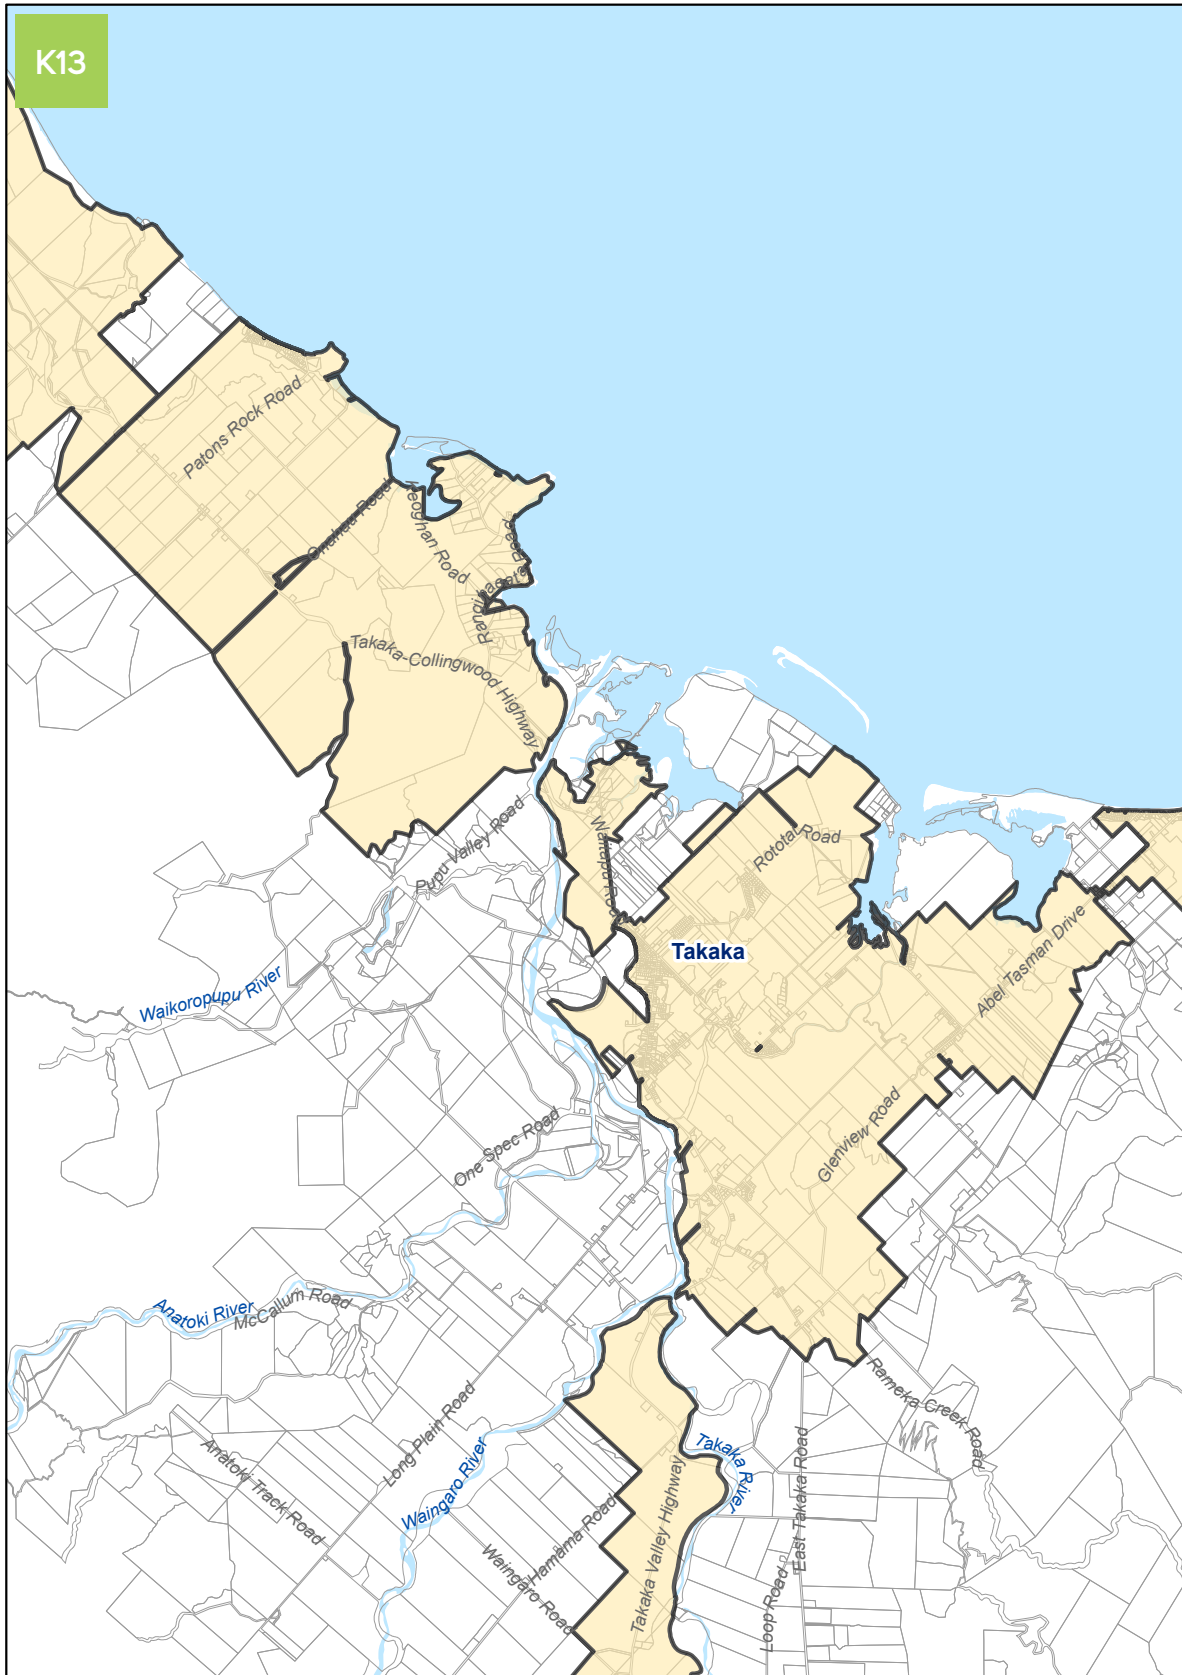 K13
Patons Rock Road
Onahau Road
Keoghan Road
Rangihaeata Road
Takaka-Collingwood Highway
Pupu Valley Road
Waitapu Road
Rototai Road
Takaka
Abel Tasman Drive
Waikoropupu River
Glenview Road
One Spec Road
Anatoki River
McCallum Road
Rameka Creek Road
Long Plain Road
Anatoki Track Road
Waingaro River
Takaka River
East Takaka Road
Takaka Valley Highway
Hamama Road
Waingaro Road
Loop Road